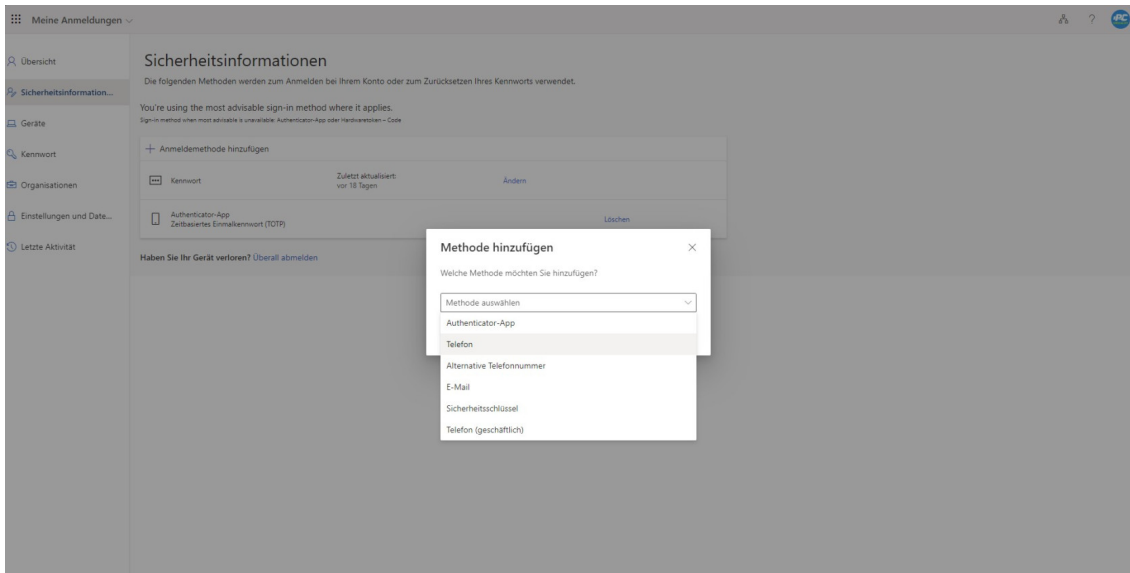 Meine Anmeldungen
?
PC
Übersicht
Sicherheitsinformation...
Geräte
Kennwort
Organisationen
Einstellungen und Date...
Letzte Aktivität
Sicherheitsinformationen
Die folgenden Methoden werden zum Anmelden bei Ihrem Konto oder zum Zurücksetzen Ihres Kennworts verwendet.
You're using the most advisable sign-in method where it applies.
Sign-in method when most advisable is unavailable: Authenticator-App oder Hardwaretoken – Code
+ Anmeldemethode hinzufügen
Kennwort
Zuletzt aktualisiert:
vor 18 Tagen
Ändern
Authenticator-App
Zeitbasiertes Einmalkennwort (TOTP)
Löschen
Haben Sie Ihr Gerät verloren? Überall abmelden
Methode hinzufügen
Welche Methode möchten Sie hinzufügen?
Methode auswählen
Authenticator-App
Telefon
Alternative Telefonnummer
E-Mail
Sicherheitsschlüssel
Telefon (geschäftlich)